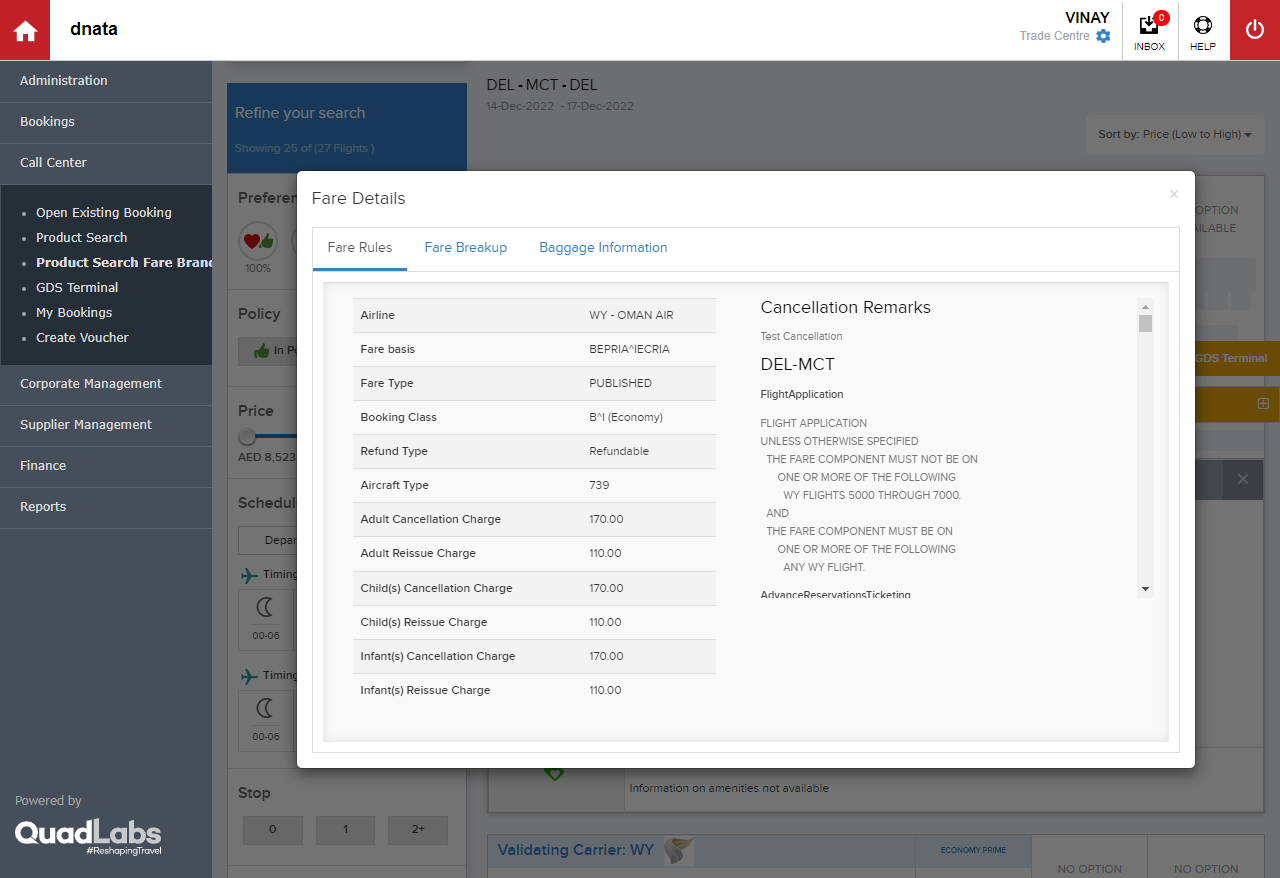 dnata
VINAY
Trade Centre
0
INBOX
HELP
Administration
Bookings
Call Center
Open Existing Booking
Product Search
Product Search Fare Bran
GDS Terminal
My Bookings
Create Voucher
Corporate Management
Supplier Management
Finance
Reports
Powered by
QuadLabs
#ReshapingTravel
Refine your search
Showing 25 of (27 Flights )
100%
Policy
In Po
Price
AED 8,523
Timing
00-06
Timing
00-06
Stop
0 1 2+
DEL - MCT - DEL
14-Dec-2022 - 17-Dec-2022
Sort by: Price (Low to High)
OPTION
GDS Terminal
Fare Details
×
Fare Rules Fare Breakup Baggage Information
Airline WY - OMAN AIR
Fare basis BEPRIA^IECRIA
Fare Type PUBLISHED
Booking Class B^I (Economy)
Refund Type Refundable
Aircraft Type 739
Adult Cancellation Charge 170.00
Adult Reissue Charge 110.00
Child(s) Cancellation Charge 170.00
Child(s) Reissue Charge 110.00
Infant(s) Cancellation Charge 170.00
Infant(s) Reissue Charge 110.00
Cancellation Remarks
Test Cancellation
DEL-MCT
FlightApplication
FLIGHT APPLICATION
UNLESS OTHERWISE SPECIFIED
THE FARE COMPONENT MUST NOT BE ON
ONE OR MORE OF THE FOLLOWING
WY FLIGHTS 5000 THROUGH 7000.
AND
THE FARE COMPONENT MUST BE ON
ONE OR MORE OF THE FOLLOWING
ANY WY FLIGHT.
AdvanceReservationsTicketing
Information on amenities not available
Validating Carrier: WY
ECONOMY PRIME
NO OPTION
NO OPTION